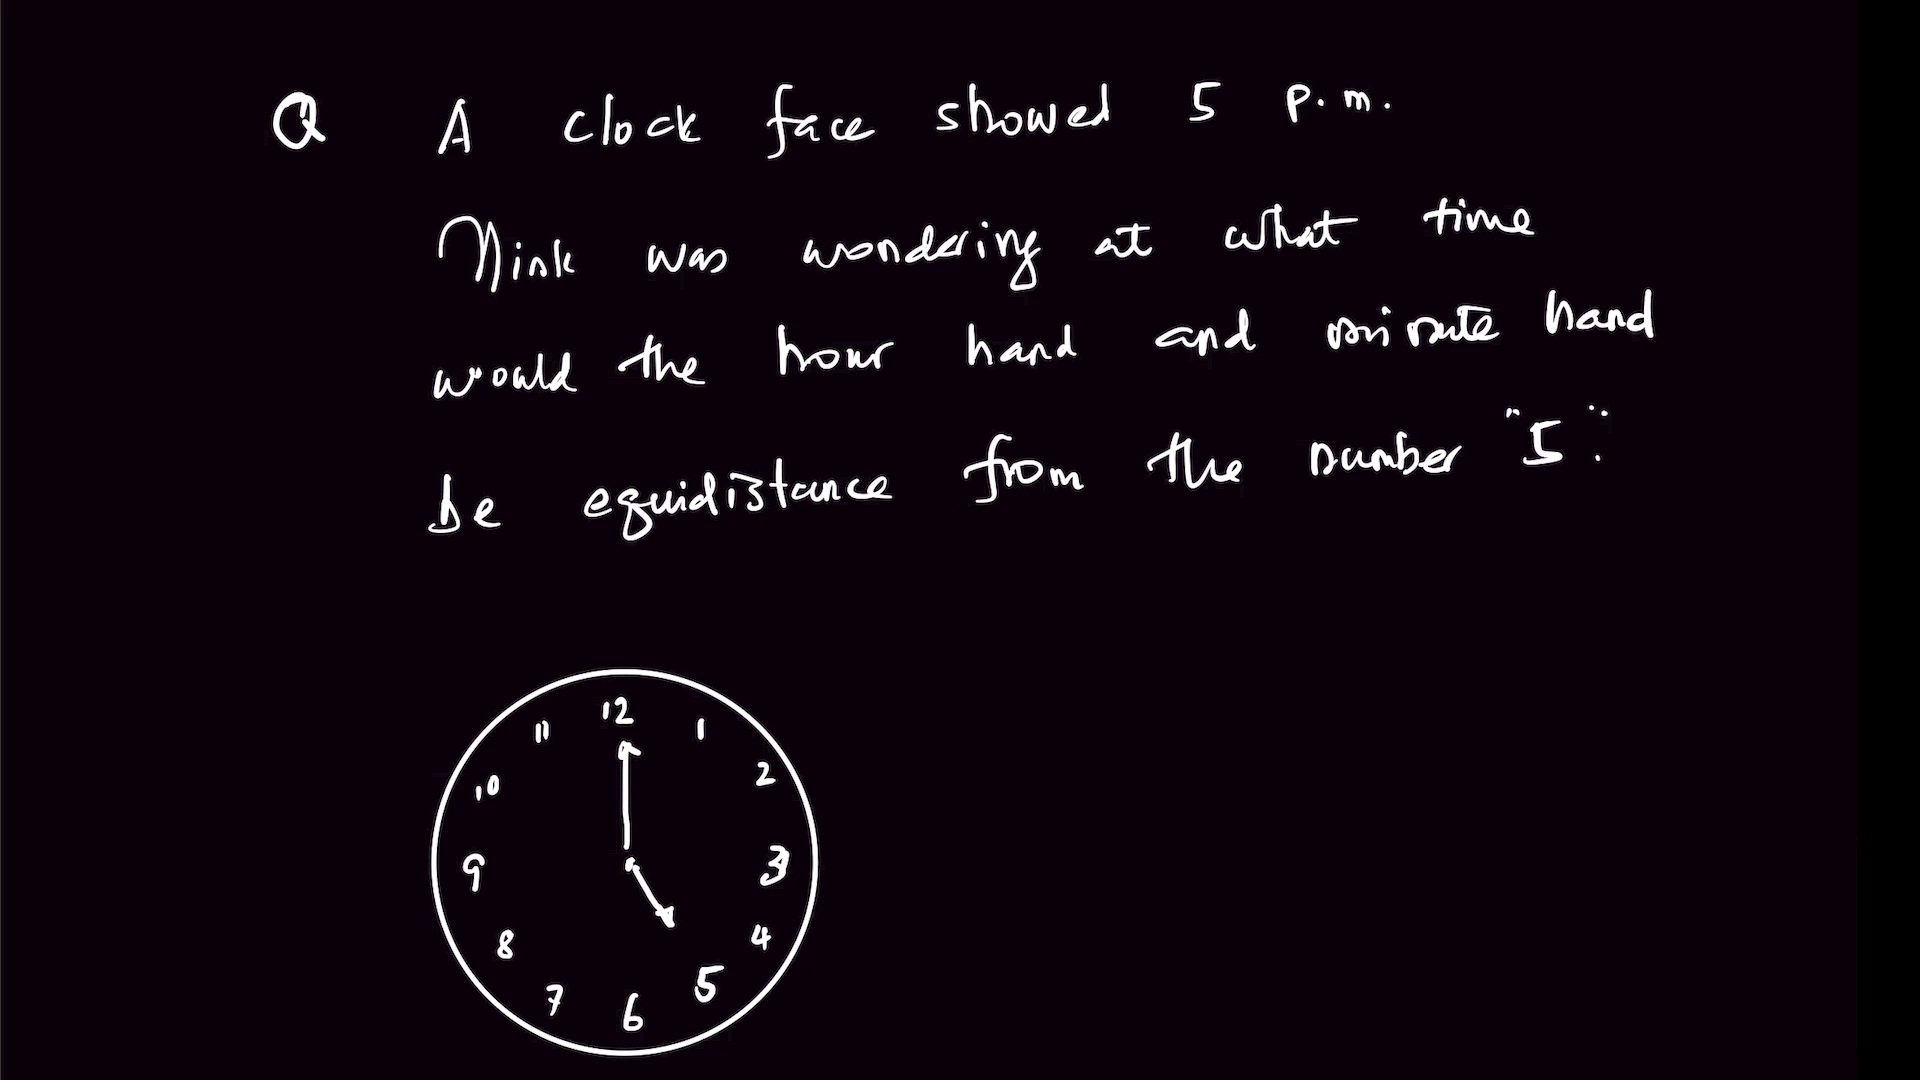 Q A clock face showed 5 p.m.
Nink was wondering at what time
would the hour hand and minute hand
be equidistance from the number "5".
12
11 1
10 2
9 3
8 4
7 5
6